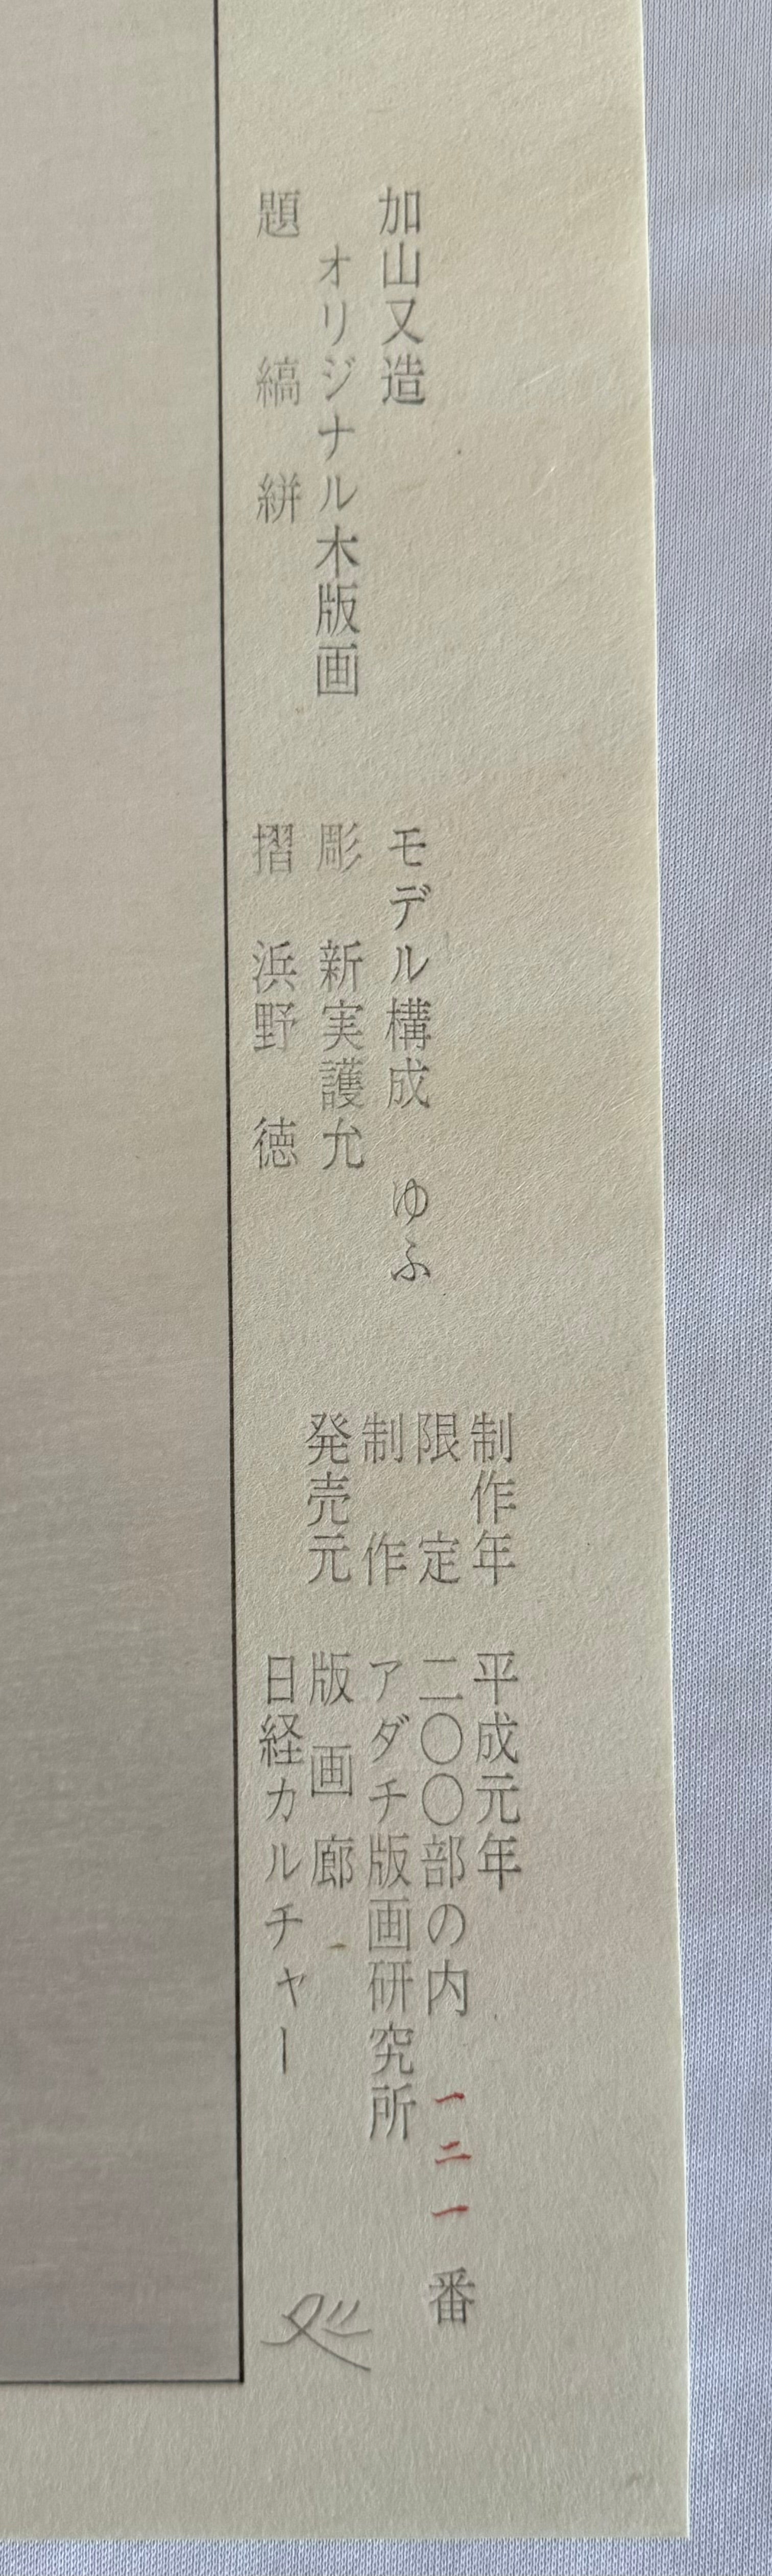 加山又造
オリジナル木版画
題 縞 絣
モデル構成 ゆふ
彫 新実護允
摺 浜野 徳
制作年 平成元年
限定 二〇〇部の内 一二一 番
制作 アダチ版画研究所
発売元 版画廊
日経カルチャー